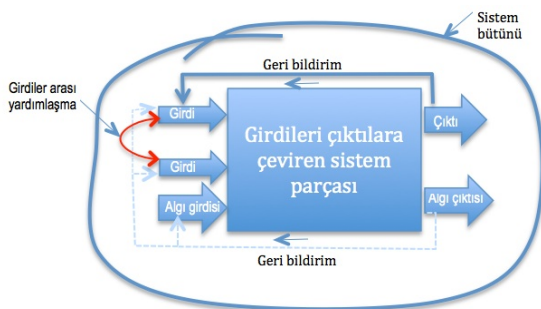 Sistem
bütünü
Geri bildirim
Girdiler arası
yardımlaşma
Girdi
Girdi
Algı girdisi
Girdileri çıktılara
çeviren sistem
parçası
Çıktı
Algı çıktısı
Geri bildirim